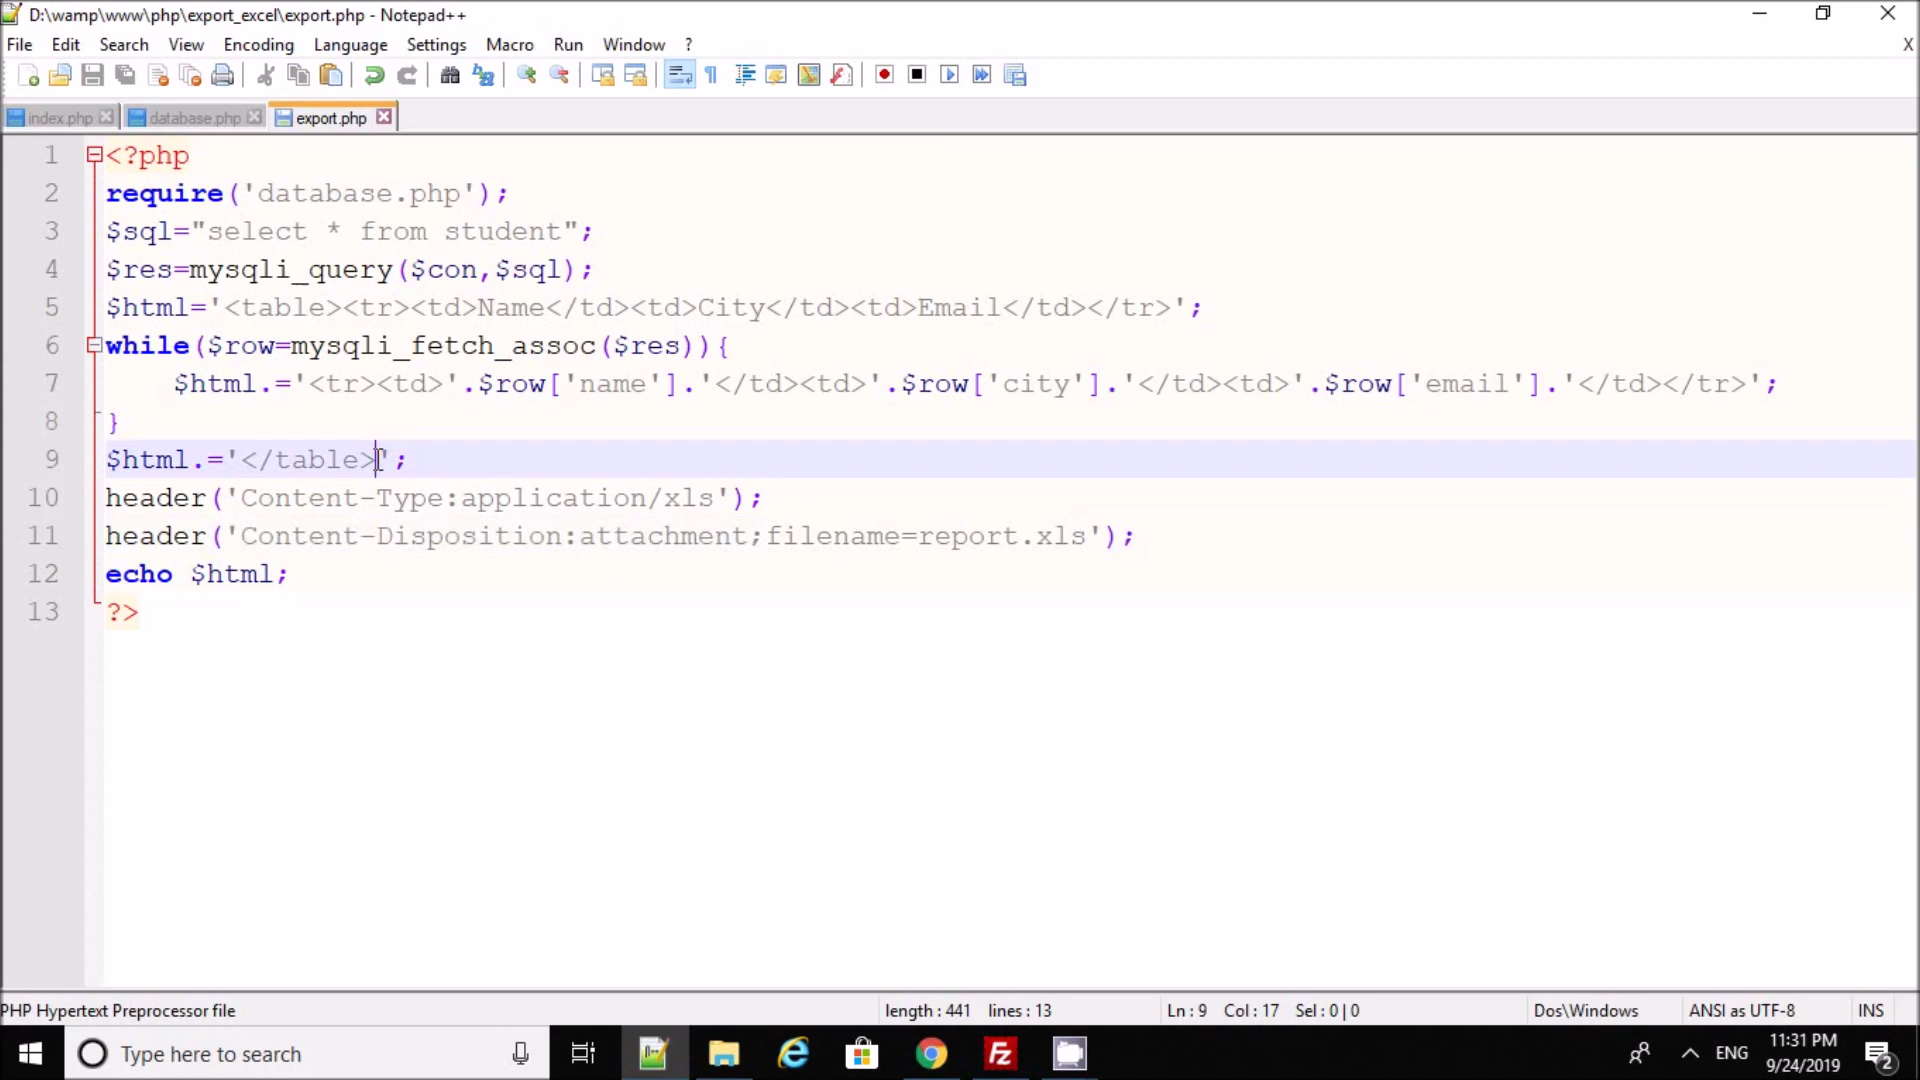 D:\wamp\www\php\export_excel\export.php - Notepad++
File Edit Search View Encoding Language Settings Macro Run Window ? X
index.php database.php export.php
1 <?php
2 require('database.php');
3 $sql="select * from student";
4 $res=mysqli_query($con,$sql);
5 $html='<table><tr><td>Name</td><td>City</td><td>Email</td></tr>';
6 while($row=mysqli_fetch_assoc($res)){
7 $html.='<tr><td>'.$row['name'].'</td><td>'.$row['city'].'</td><td>'.$row['email'].'</td></tr>';
8 }
9 $html.='</table>';
10 header('Content-Type:application/xls');
11 header('Content-Disposition:attachment;filename=report.xls');
12 echo $html;
13 ?>
PHP Hypertext Preprocessor file length : 441 lines : 13 Ln : 9 Col : 17 Sel : 0 | 0 Dos\Windows ANSI as UTF-8 INS
Type here to search ENG 11:31 PM
9/24/2019 2